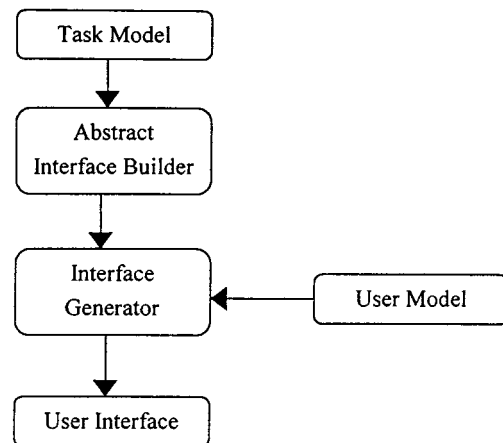 Task Model
Abstract
Interface Builder
Interface
Generator
User Model
User Interface